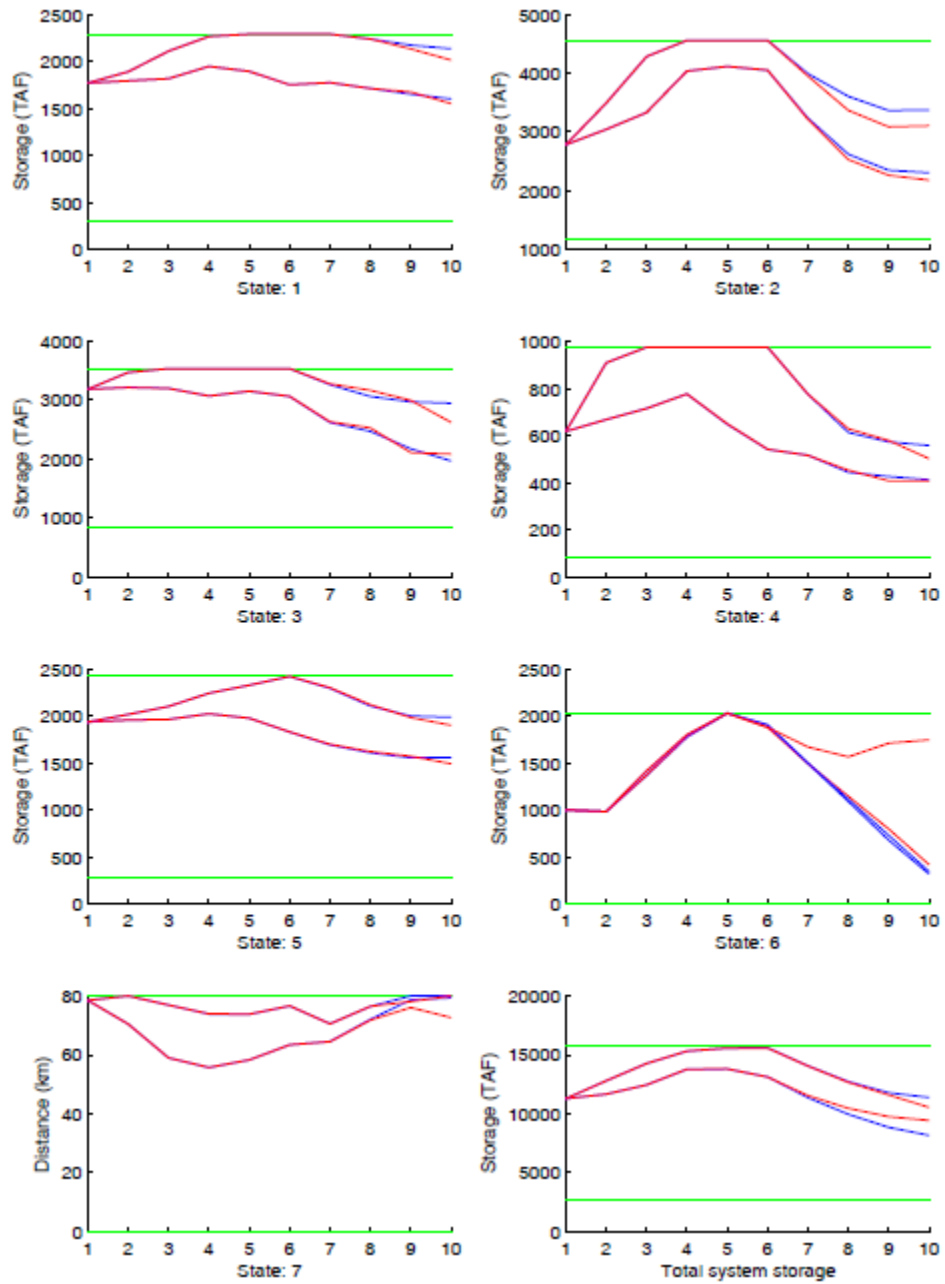 2500
2000
1500
1000
500
0
Storage (TAF)
1 2 3 4 5 6 7 8 9 10
State: 1
5000
4000
3000
2000
1000
Storage (TAF)
1 2 3 4 5 6 7 8 9 10
State: 2
4000
3000
2000
1000
0
Storage (TAF)
1 2 3 4 5 6 7 8 9 10
State: 3
1000
800
600
400
200
0
Storage (TAF)
1 2 3 4 5 6 7 8 9 10
State: 4
2500
2000
1500
1000
500
0
Storage (TAF)
1 2 3 4 5 6 7 8 9 10
State: 5
2500
2000
1500
1000
500
0
Storage (TAF)
1 2 3 4 5 6 7 8 9 10
State: 6
80
60
40
20
0
Distance (km)
1 2 3 4 5 6 7 8 9 10
State: 7
20000
15000
10000
5000
0
Storage (TAF)
1 2 3 4 5 6 7 8 9 10
Total system storage